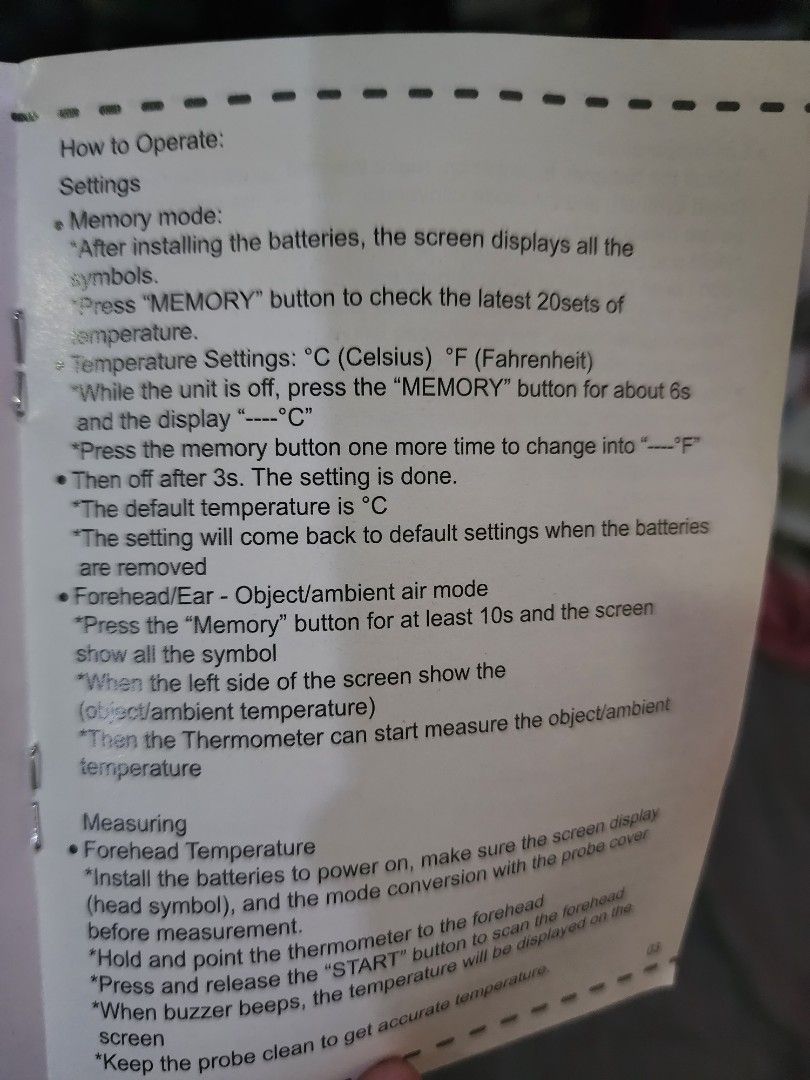 How to Operate:
Settings
• Memory mode:
*After installing the batteries, the screen displays all the
symbols.
*Press “MEMORY” button to check the latest 20sets of
temperature.
• Temperature Settings: °C (Celsius) °F (Fahrenheit)
*While the unit is off, press the “MEMORY” button for about 6s
and the display “----°C”
*Press the memory button one more time to change into “----°F”
• Then off after 3s. The setting is done.
*The default temperature is °C
*The setting will come back to default settings when the batteries
are removed
• Forehead/Ear - Object/ambient air mode
*Press the “Memory” button for at least 10s and the screen
show all the symbol
*When the left side of the screen show the
(object/ambient temperature)
*Then the Thermometer can start measure the object/ambient
temperature
Measuring
• Forehead Temperature
*Install the batteries to power on, make sure the screen display
(head symbol), and the mode conversion with the probe cover
before measurement.
*Hold and point the thermometer to the forehead
*Press and release the “START” button to scan the forehead
*When buzzer beeps, the temperature will be displayed on the
screen
*Keep the probe clean to get accurate temperature.